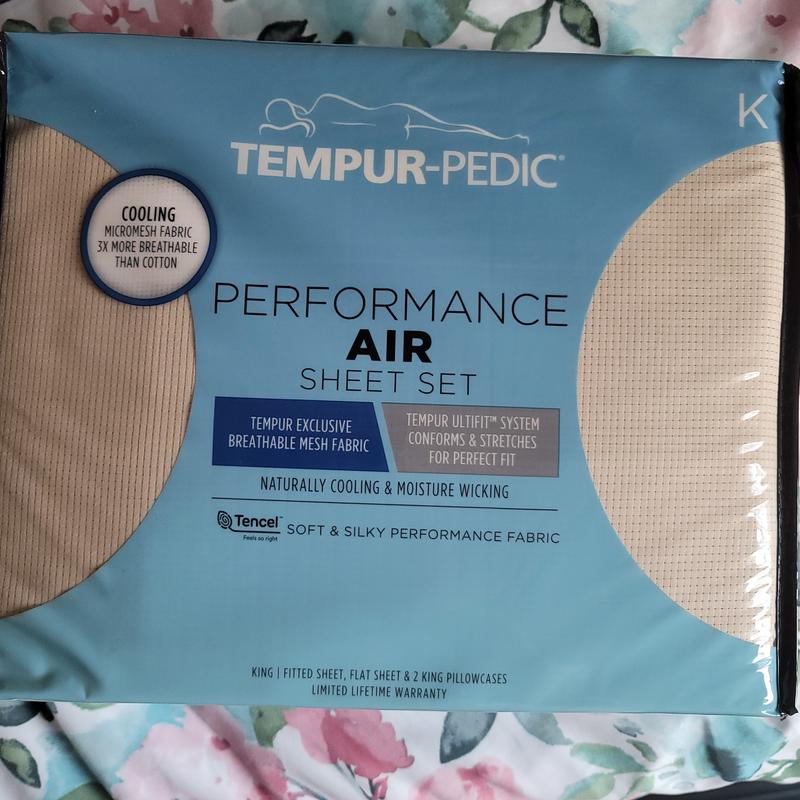 K
TEMPUR-PEDIC®
COOLING
MICROMESH FABRIC
3X MORE BREATHABLE
THAN COTTON
PERFORMANCE
AIR
SHEET SET
TEMPUR EXCLUSIVE
BREATHABLE MESH FABRIC
TEMPUR ULTIFIT™ SYSTEM
CONFORMS & STRETCHES
FOR PERFECT FIT
NATURALLY COOLING & MOISTURE WICKING
Tencel™
Feels so right
SOFT & SILKY PERFORMANCE FABRIC
KING | FITTED SHEET, FLAT SHEET & 2 KING PILLOWCASES
LIMITED LIFETIME WARRANTY